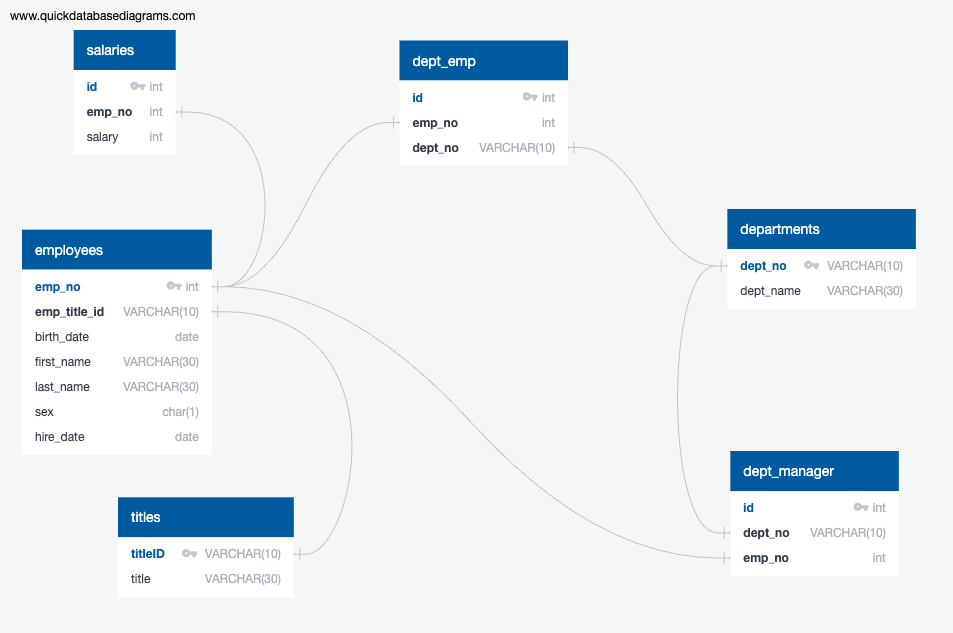 www.quickdatabasediagrams.com
salaries
id int
emp_no int
salary int
dept_emp
id int
emp_no int
dept_no VARCHAR(10)
departments
dept_no VARCHAR(10)
dept_name VARCHAR(30)
employees
emp_no int
emp_title_id VARCHAR(10)
birth_date date
first_name VARCHAR(30)
last_name VARCHAR(30)
sex char(1)
hire_date date
dept_manager
id int
dept_no VARCHAR(10)
emp_no int
titles
titleID VARCHAR(10)
title VARCHAR(30)